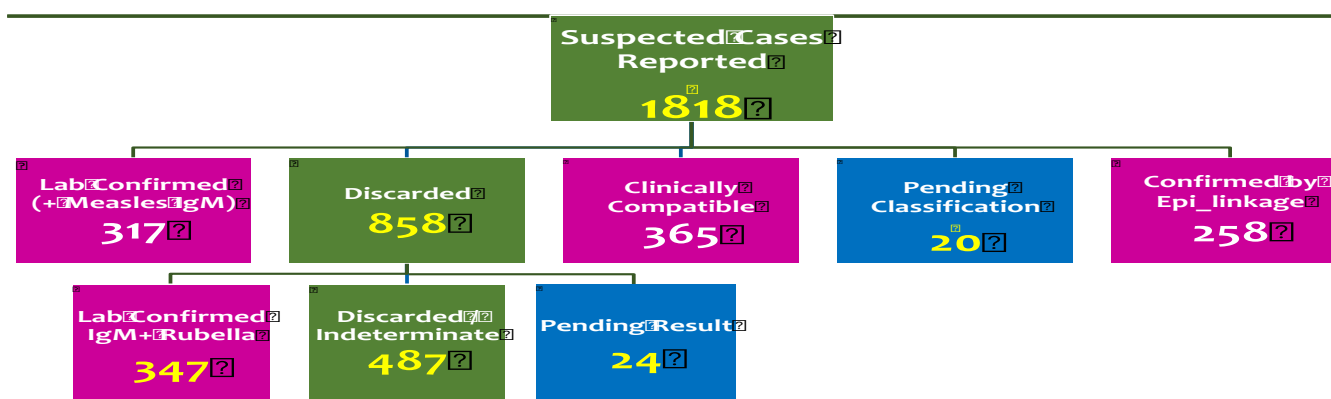 Suspected Cases
Reported
1818
Lab Confirmed
(+ Measles IgM)
317
Discarded
858
Clinically
Compatible
365
Pending
Classification
20
Confirmed by
Epi_linkage
258
Lab Confirmed
IgM+ Rubella
347
Discarded /
Indeterminate
487
Pending Result
24